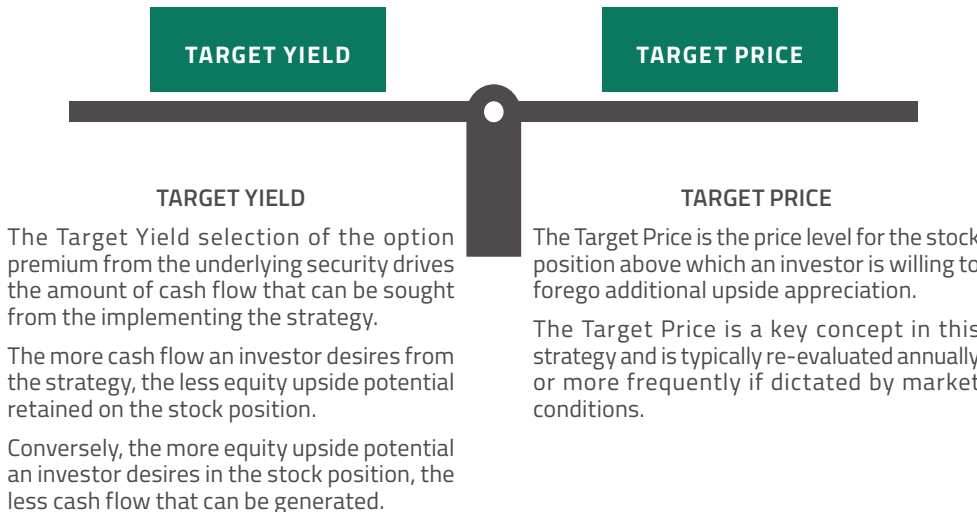 TARGET YIELD
TARGET PRICE
TARGET YIELD
The Target Yield selection of the option
premium from the underlying security drives
the amount of cash flow that can be sought
from the implementing the strategy.
The more cash flow an investor desires from
the strategy, the less equity upside potential
retained on the stock position.
Conversely, the more equity upside potential
an investor desires in the stock position, the
less cash flow that can be generated.
TARGET PRICE
The Target Price is the price level for the stock
position above which an investor is willing to
forego additional upside appreciation.
The Target Price is a key concept in this
strategy and is typically re-evaluated annually
or more frequently if dictated by market
conditions.